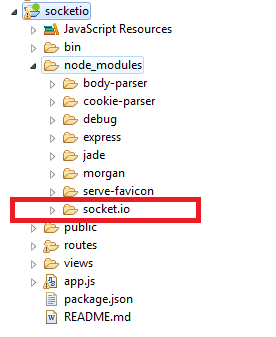 socketio
JavaScript Resources
bin
node_modules
body-parser
cookie-parser
debug
express
jade
morgan
serve-favicon
socket.io
public
routes
views
app.js
package.json
README.md